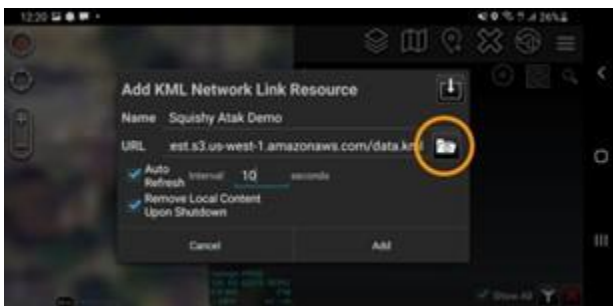 12:20
26%
Add KML Network Link Resource
Name Squishy Atak Demo
URL est.s3.us-west-1.amazonaws.com/data.kml
Auto Refresh Interval 10 seconds
Remove Local Content
Upon Shutdown
Cancel Add
Show All